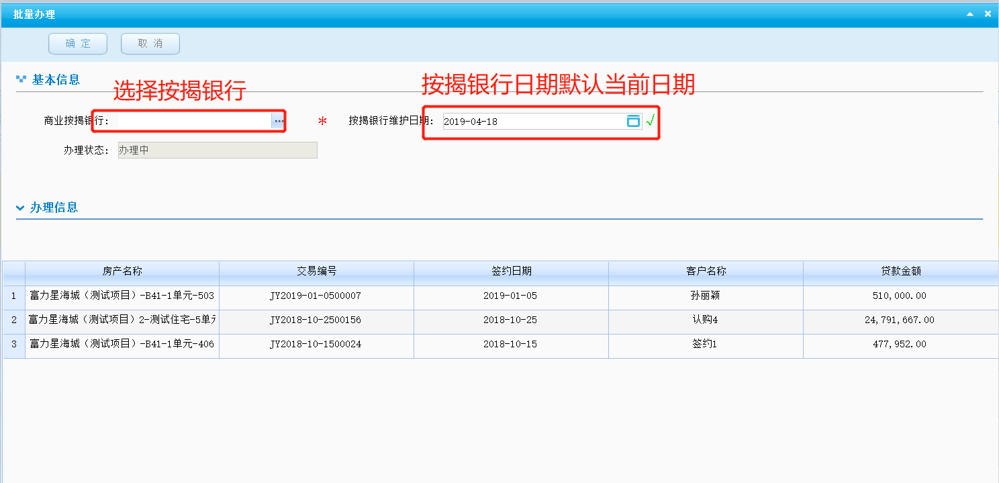 批量办理
确 定 取 消
基本信息
选择按揭银行
按揭银行日期默认当前日期
商业按揭银行: ... * 按揭银行维护日期: 2019-04-18
办理状态: 办理中
办理信息
房产名称 交易编号 签约日期 客户名称 贷款金额
1 富力星海城（测试项目）-B41-1单元-503 JY2019-01-0500007 2019-01-05 孙丽颖 510,000.00
2 富力星海城（测试项目）2-测试住宅-5单 JY2018-10-2500156 2018-10-25 认购4 24,791,667.00
3 富力星海城（测试项目）-B41-1单元-406 JY2018-10-1500024 2018-10-15 签约1 477,952.00